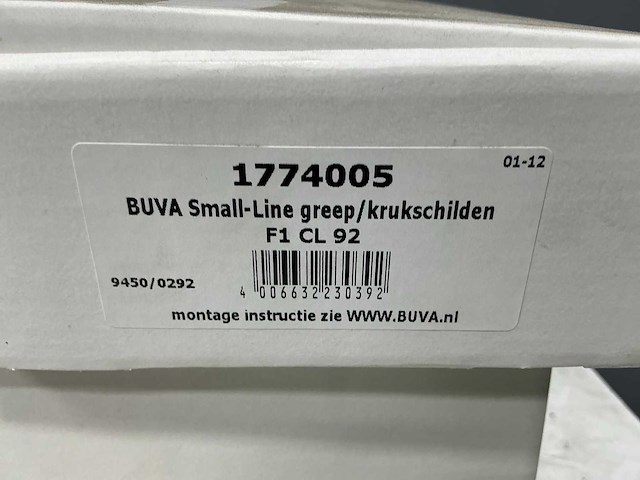 01-12
1774005
BUVA Small-Line greep/krukschilden
F1 CL 92
9450/0292
4 006632 230392
montage instructie zie WWW.BUVA.nl